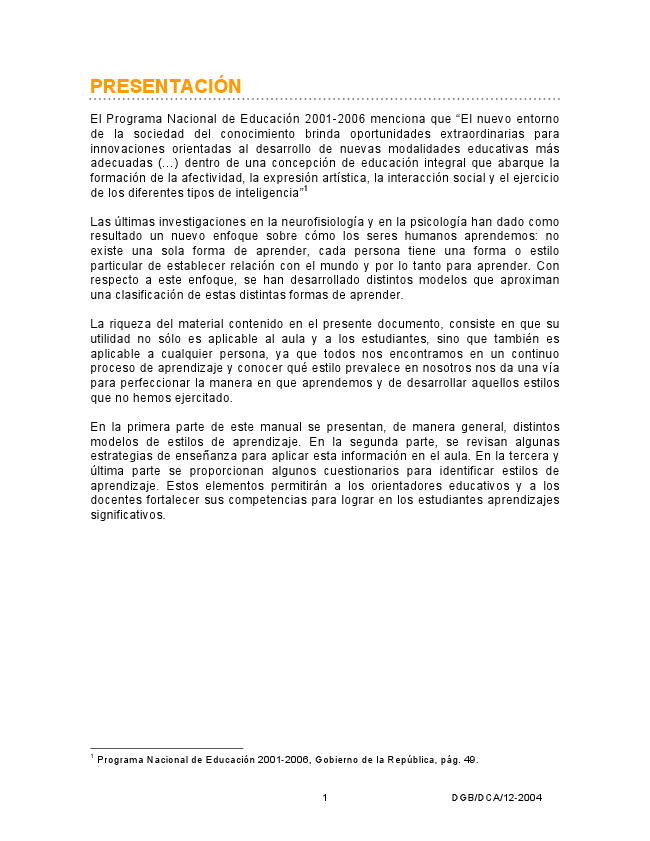 PRESENTACIÓN
El Programa Nacional de Educación 2001-2006 menciona que “El nuevo entorno
de la sociedad del conocimiento brinda oportunidades extraordinarias para
innovaciones orientadas al desarrollo de nuevas modalidades educativas más
adecuadas (…) dentro de una concepción de educación integral que abarque la
formación de la afectividad, la expresión artística, la interacción social y el ejercicio
de los diferentes tipos de inteligencia”1
Las últimas investigaciones en la neurofisiología y en la psicología han dado como
resultado un nuevo enfoque sobre cómo los seres humanos aprendemos: no
existe una sola forma de aprender, cada persona tiene una forma o estilo
particular de establecer relación con el mundo y por lo tanto para aprender. Con
respecto a este enfoque, se han desarrollado distintos modelos que aproximan
una clasificación de estas distintas formas de aprender.
La riqueza del material contenido en el presente documento, consiste en que su
utilidad no sólo es aplicable al aula y a los estudiantes, sino que también es
aplicable a cualquier persona, ya que todos nos encontramos en un continuo
proceso de aprendizaje y conocer qué estilo prevalece en nosotros nos da una vía
para perfeccionar la manera en que aprendemos y de desarrollar aquellos estilos
que no hemos ejercitado.
En la primera parte de este manual se presentan, de manera general, distintos
modelos de estilos de aprendizaje. En la segunda parte, se revisan algunas
estrategias de enseñanza para aplicar esta información en el aula. En la tercera y
última parte se proporcionan algunos cuestionarios para identificar estilos de
aprendizaje. Estos elementos permitirán a los orientadores educativos y a los
docentes fortalecer sus competencias para lograr en los estudiantes aprendizajes
significativos.
1 Programa Nacional de Educación 2001-2006, Gobierno de la República, pág. 49.
1 DGB/DCA/12-2004